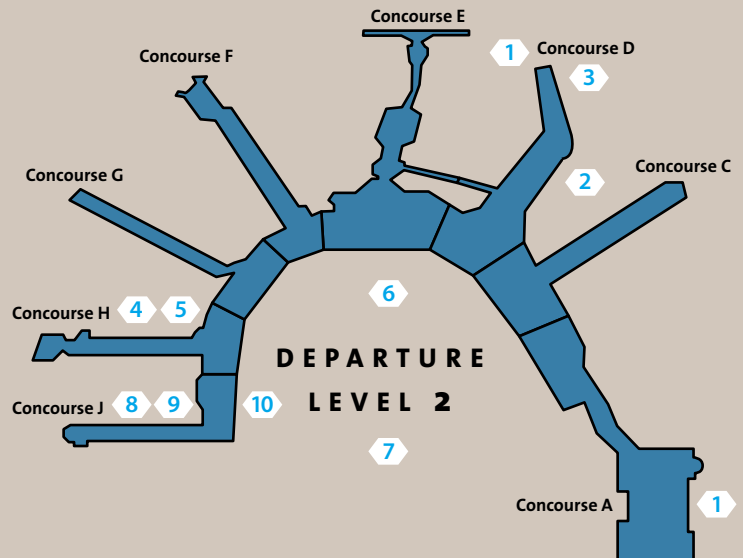 Concourse E
1 Concourse D
Concourse F
3
Concourse C
Concourse G
2
6
Concourse H 4 5
DEPARTURE
LEVEL 2
Concourse J 8 9 10
7
Concourse A 1